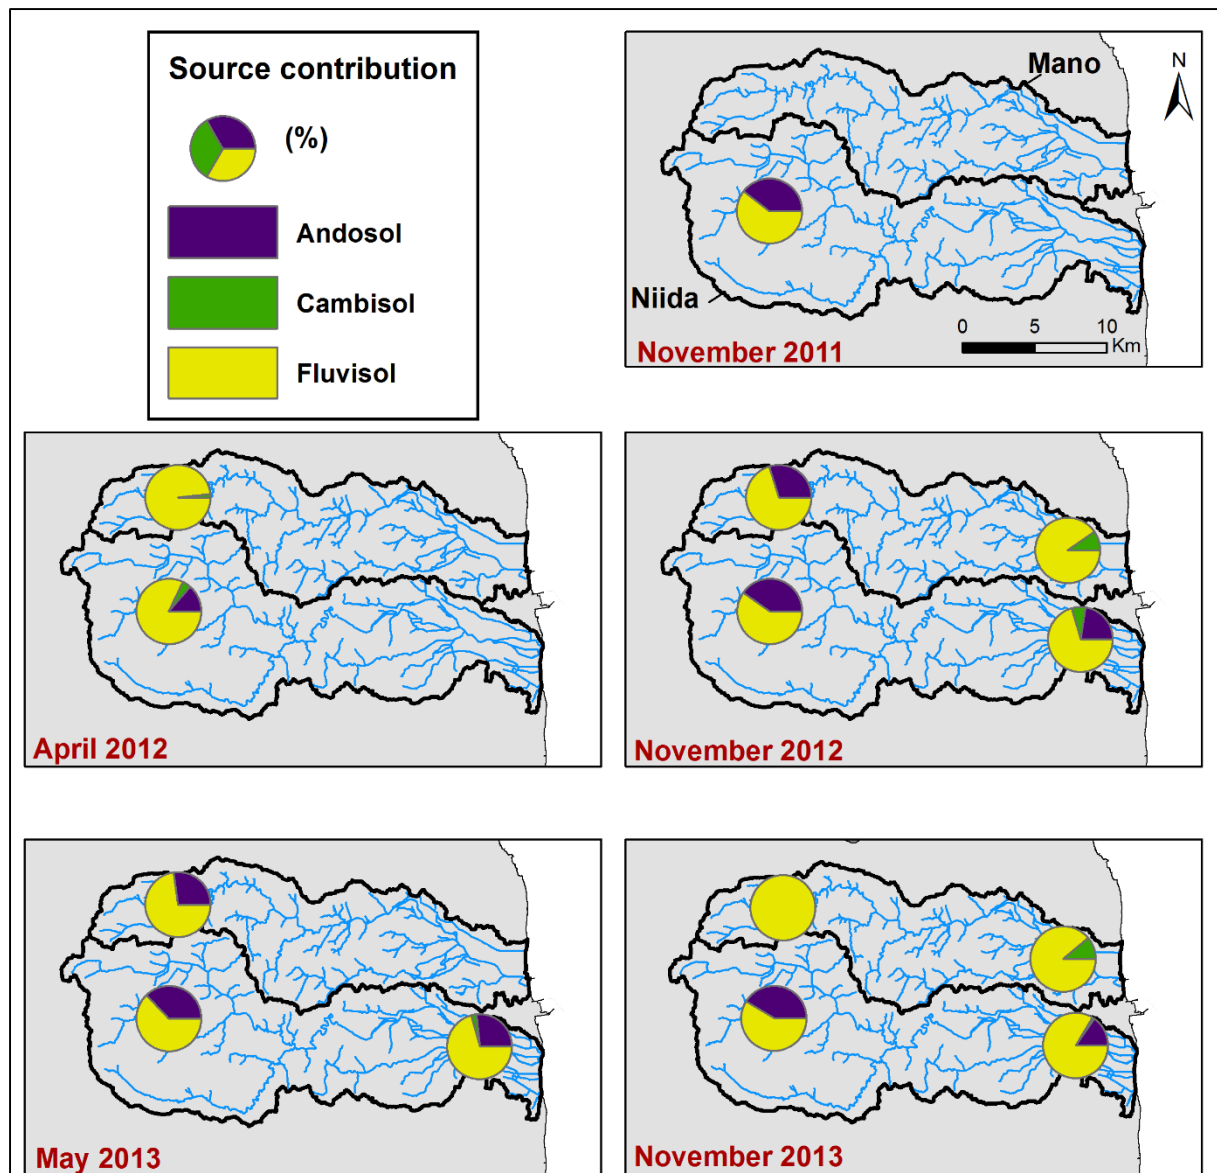 Source contribution
(%)
Andosol
Cambisol
Fluvisol
Mano
N
Niida
0 5 10
Km
November 2011
April 2012
November 2012
May 2013
November 2013